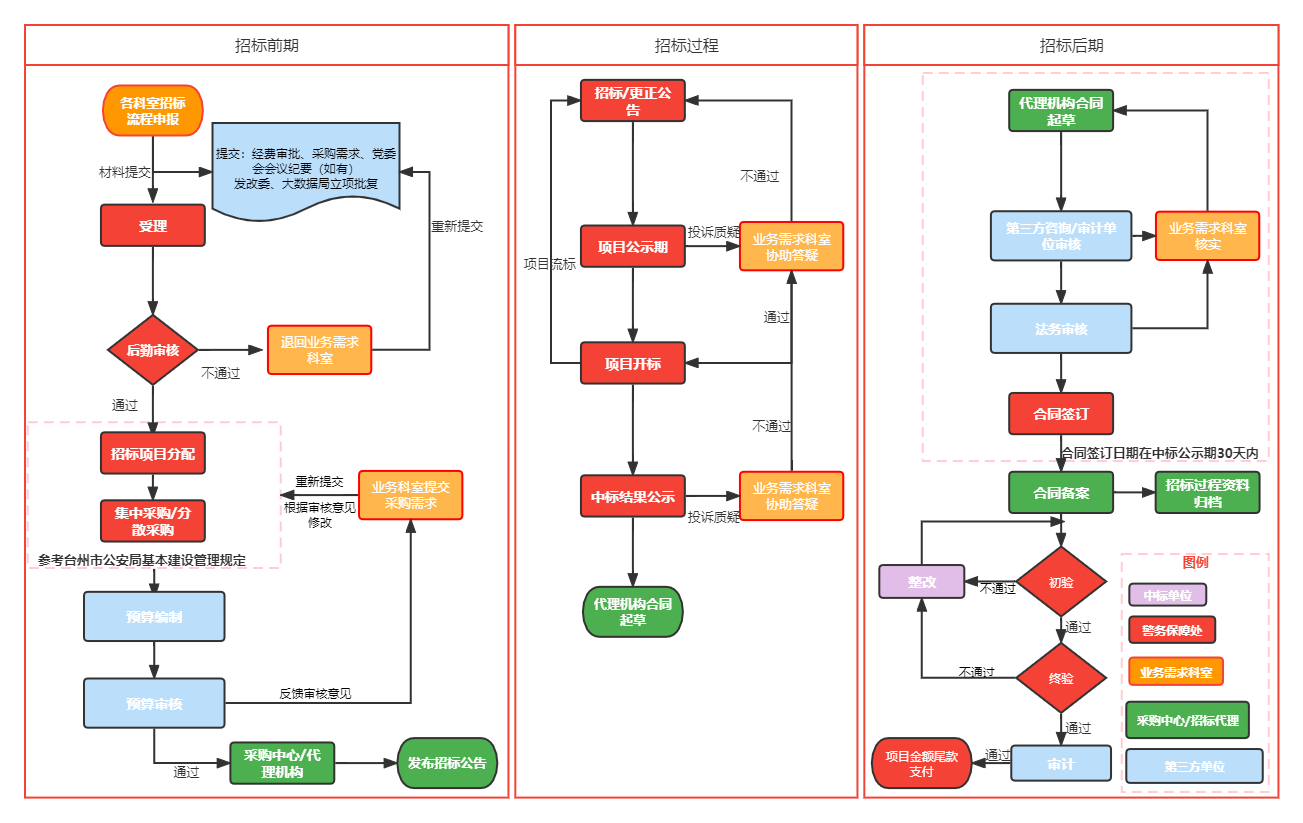 招标前期
各科室招标
流程申报
材料提交
提交：经费审批、采购需求、党委
会会议纪要（如有）
发改委、大数据局立项批复
受理
重新提交
后勤审核
不通过
退回业务需求
科室
通过
招标项目分配
集中采购/分
散采购
参考台州市公安局基本建设管理规定
重新提交
根据审核意见
修改
业务科室提交
采购需求
预算编制
预算审核
反馈审核意见
通过
采购中心/代
理机构
发布招标公告
招标过程
招标/更正公
告
不通过
项目公示期
投诉质疑
业务需求科室
协助答疑
项目流标
通过
项目开标
不通过
中标结果公示
投诉质疑
业务需求科室
协助答疑
代理机构合同
起草
招标后期
代理机构合同
起草
第三方咨询/审计单
位审核
业务需求科室
核实
法务审核
合同签订
合同签订日期在中标公示期30天内
合同备案
招标过程资料
归档
整改
不通过
初验
通过
不通过
终验
通过
项目金额尾款
支付
通过
审计
图例
中标单位
警务保障处
业务需求科室
采购中心/招标代理
第三方单位